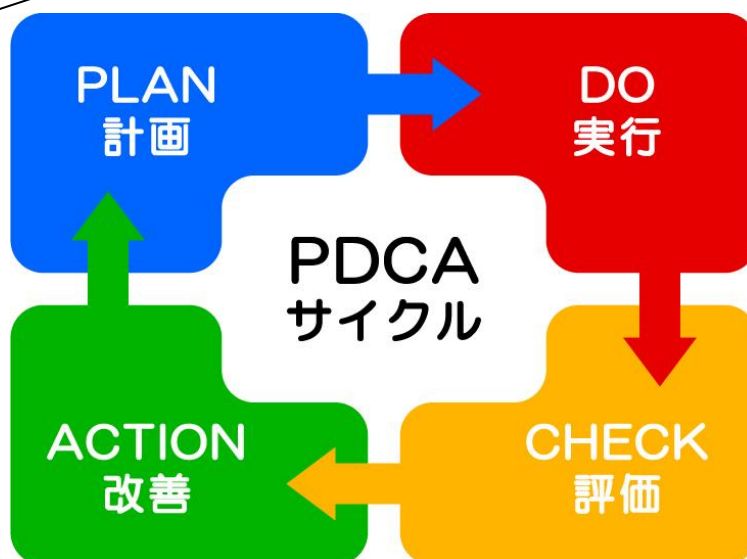 PLAN
計画
DO
実行
PDCA
サイクル
ACTION
改善
CHECK
評価